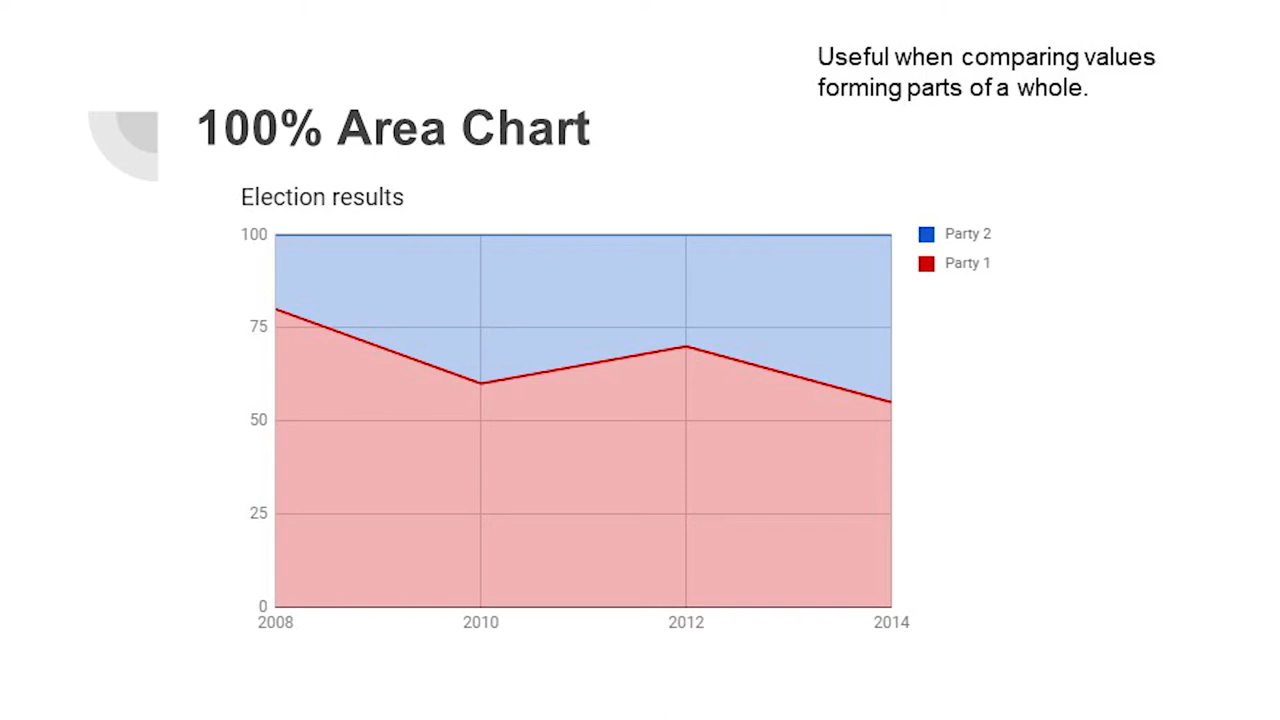 Useful when comparing values
forming parts of a whole.
100% Area Chart
Election results
100
75
50
25
0
2008 2010 2012 2014
Party 2
Party 1